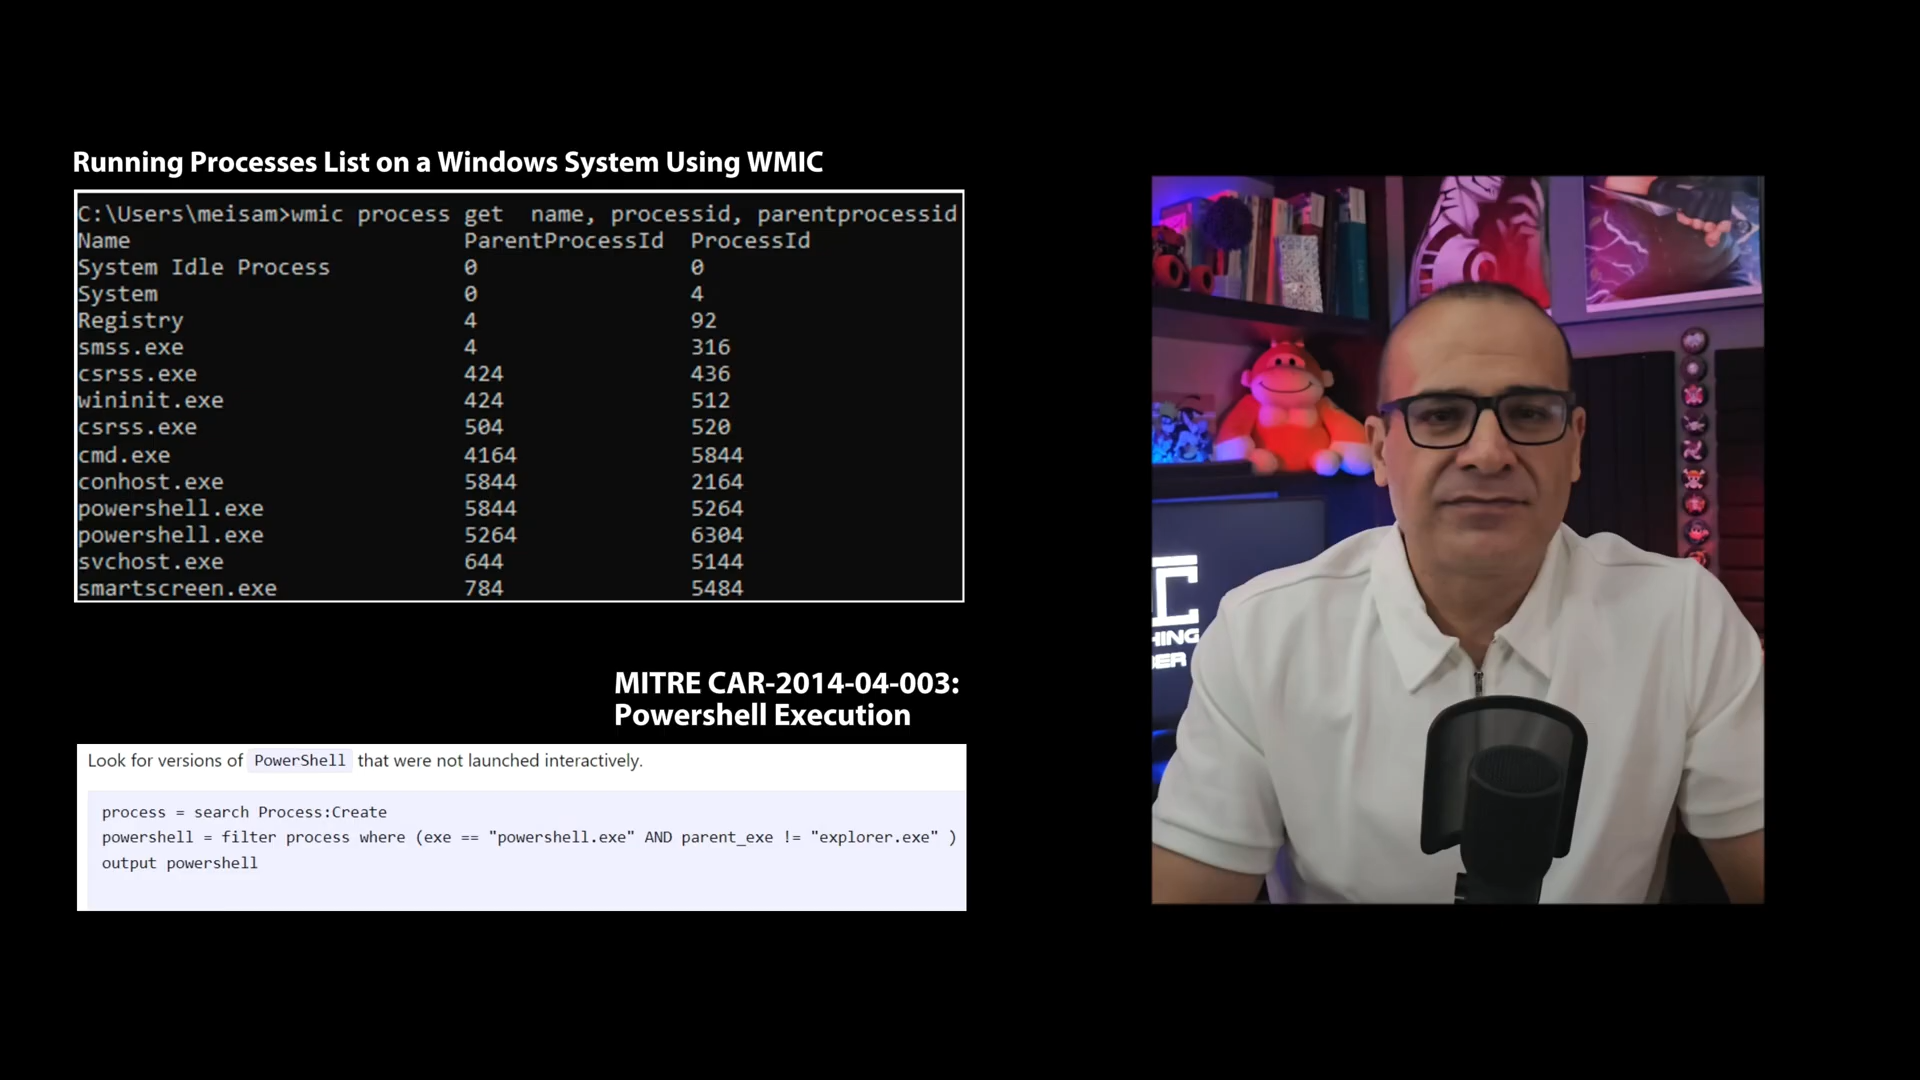 Running Processes List on a Windows System Using WMIC
C:\Users\meisam>wmic process get  name, processid, parentprocessid
Name ParentProcessId ProcessId
System Idle Process 0 0
System 0 4
Registry 4 92
smss.exe 4 316
csrss.exe 424 436
wininit.exe 424 512
csrss.exe 504 520
cmd.exe 4164 5844
conhost.exe 5844 2164
powershell.exe 5844 5264
powershell.exe 5264 6304
svchost.exe 644 5144
smartscreen.exe 784 5484
MITRE CAR-2014-04-003:
Powershell Execution
Look for versions of PowerShell that were not launched interactively.
process = search Process:Create
powershell = filter process where (exe == "powershell.exe" AND parent_exe != "explorer.exe" )
output powershell